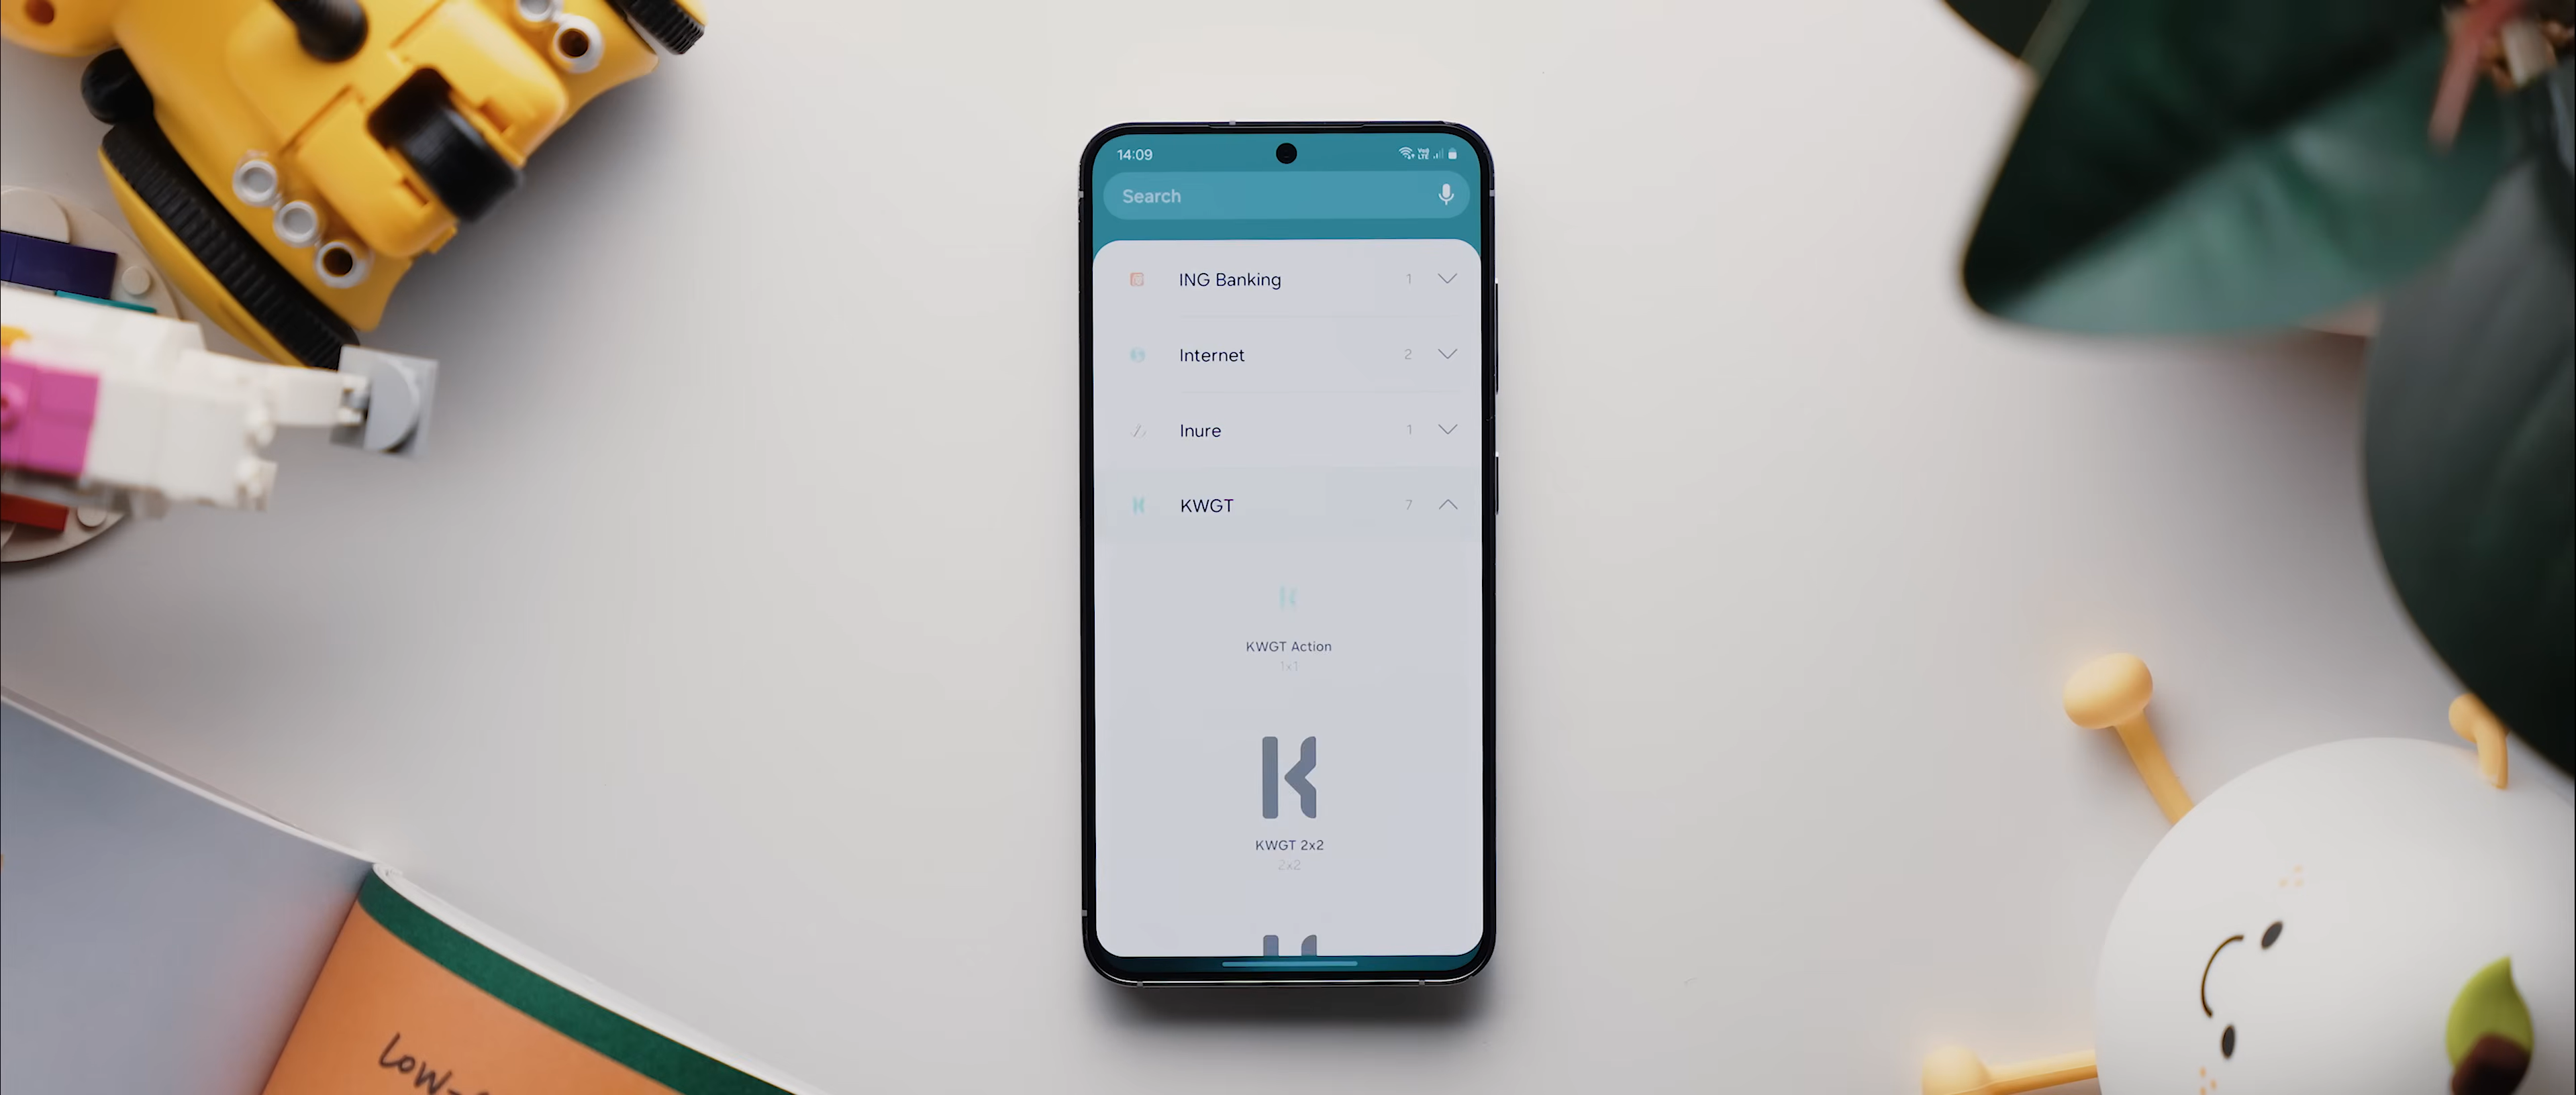 14:09
Search
ING Banking 1
Internet 2
Inure 1
KWGT 7
KWGT Action
1x1
KWGT 2x2
2x2
LOW-